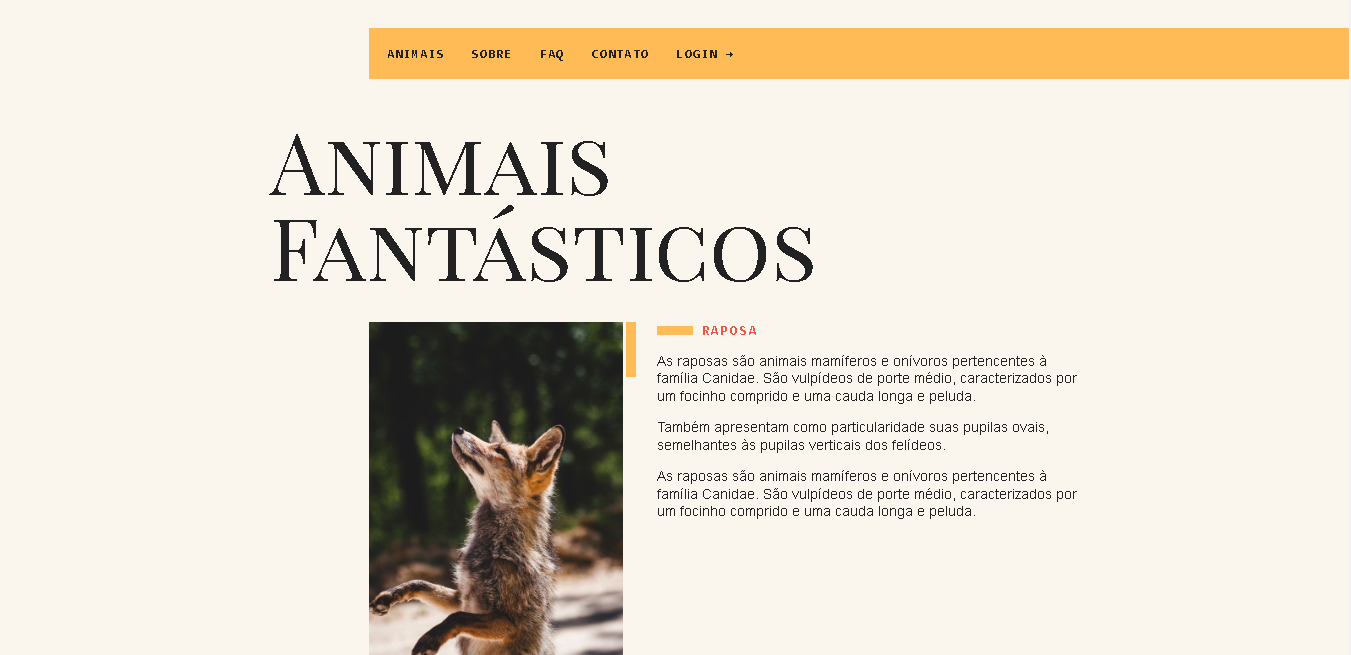 ANIMAIS SOBRE FAQ CONTATO LOGIN →
ANIMAIS
FANTÁSTICOS
RAPOSA
As raposas são animais mamíferos e onívoros pertencentes à
família Canidae. São vulpídeos de porte médio, caracterizados por
um focinho comprido e uma cauda longa e peluda.
Também apresentam como particularidade suas pupilas ovais,
semelhantes às pupilas verticais dos felídeos.
As raposas são animais mamíferos e onívoros pertencentes à
família Canidae. São vulpídeos de porte médio, caracterizados por
um focinho comprido e uma cauda longa e peluda.